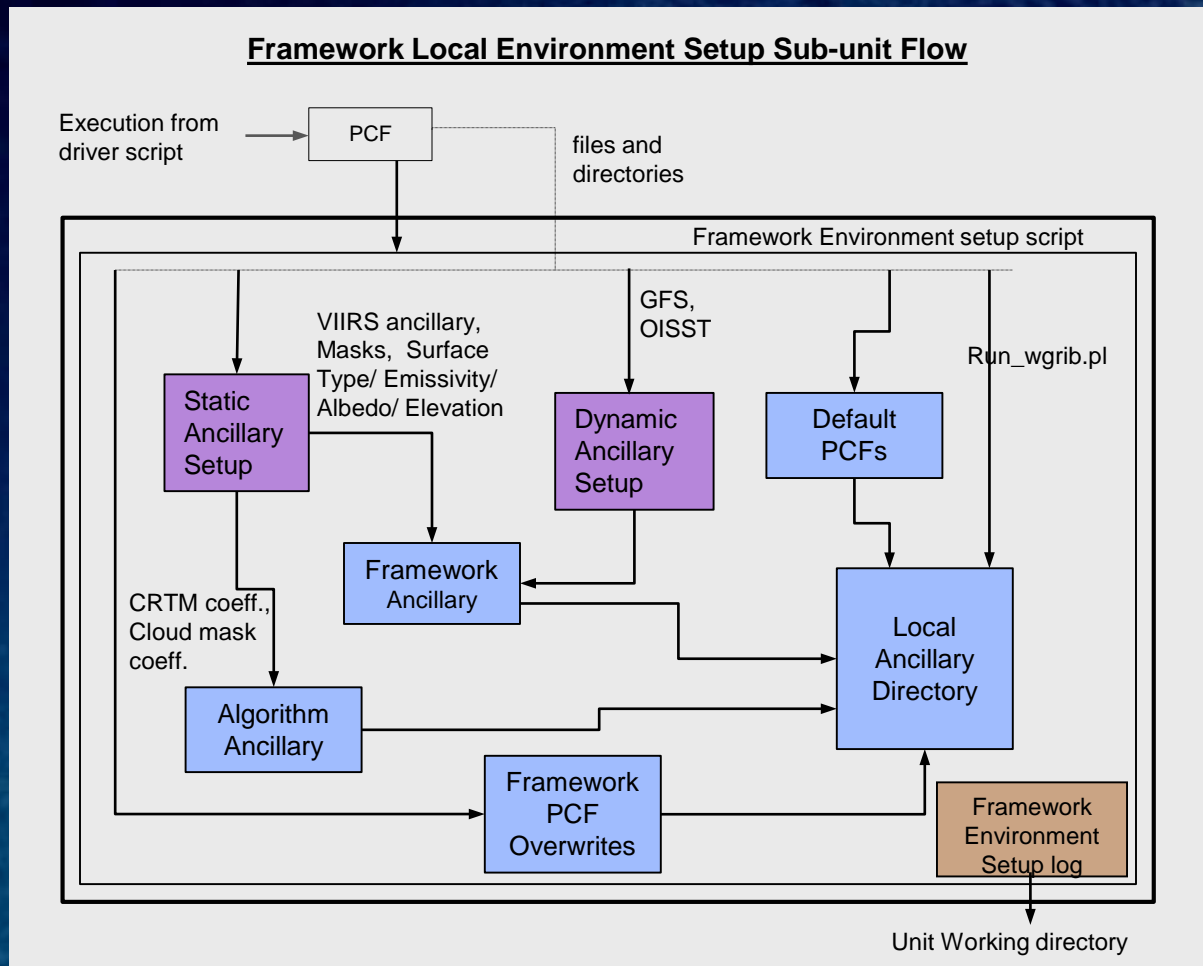 Framework Local Environment Setup Sub-unit Flow
Execution from
driver script
PCF
files and
directories
Framework Environment setup script
VIIRS ancillary,
Masks, Surface
Type/ Emissivity/
Albedo/ Elevation
GFS,
OISST
Run_wgrib.pl
Static
Ancillary
Setup
Dynamic
Ancillary
Setup
Default
PCFs
Framework
Ancillary
CRTM coeff.,
Cloud mask
coeff.
Local
Ancillary
Directory
Algorithm
Ancillary
Framework
PCF
Overwrites
Framework
Environment
Setup log
Unit Working directory